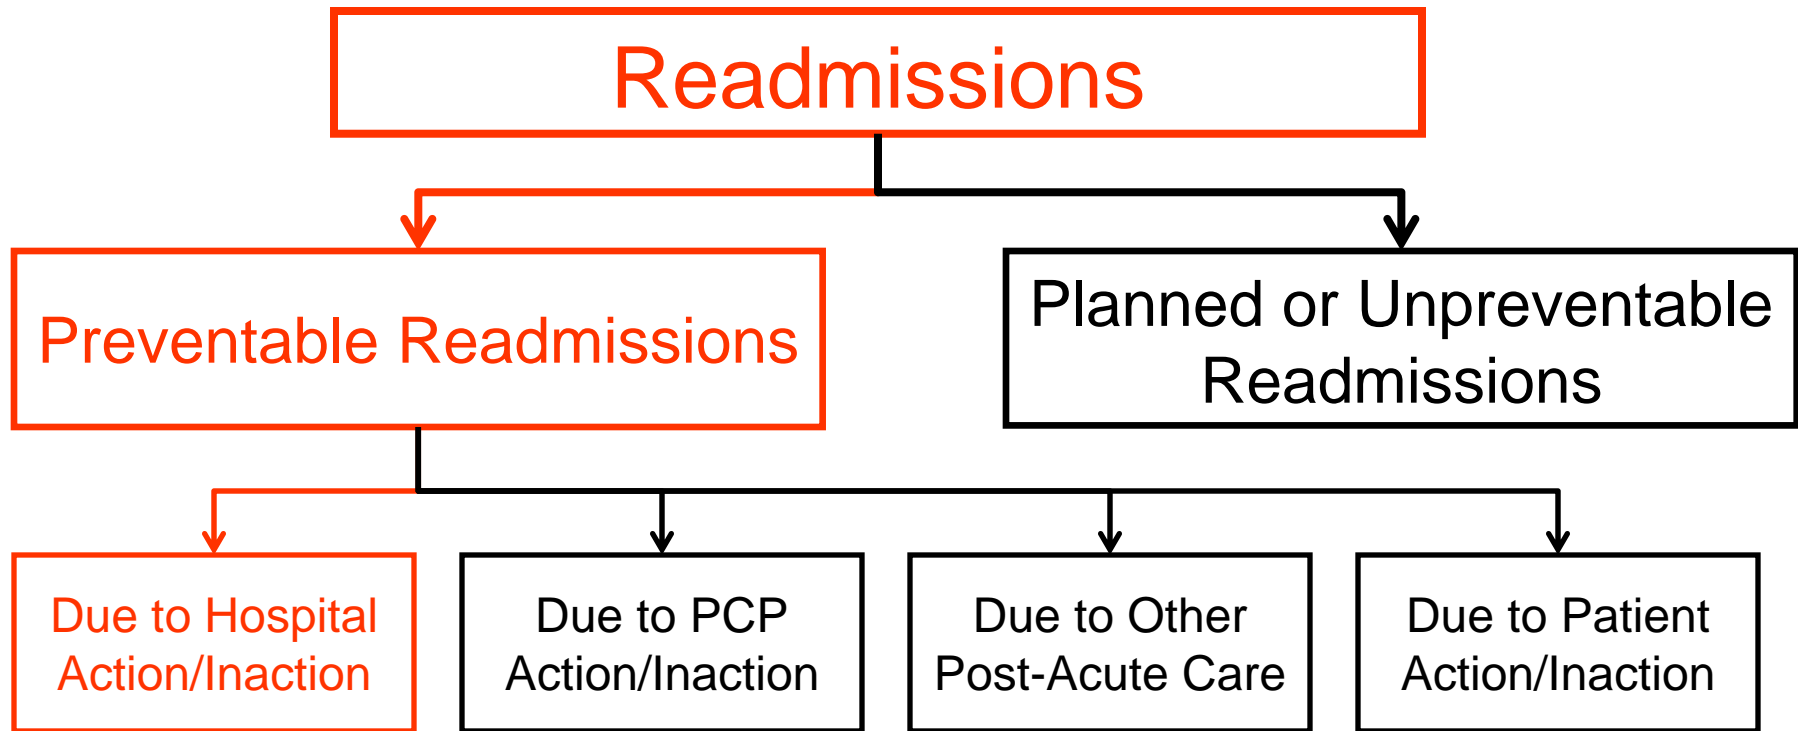 Readmissions
Preventable Readmissions
Planned or Unpreventable
Readmissions
Due to Hospital
Action/Inaction
Due to PCP
Action/Inaction
Due to Other
Post-Acute Care
Due to Patient
Action/Inaction